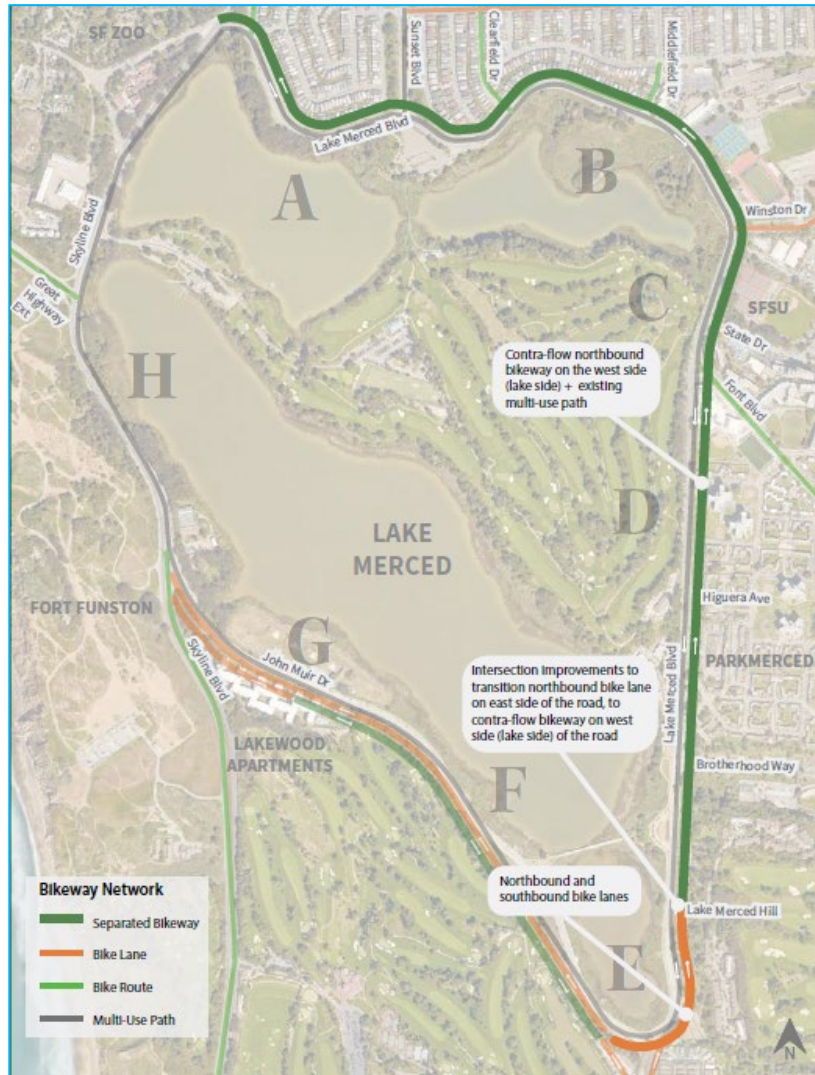 SF ZOO
Sunset Blvd
Clearfield Dr
Middlefield Dr
Lake Merced Blvd
A
B
Winston Dr
Skyline Blvd
Great
Highway
Ext
C
SFSU
State Dr
Font Blvd
H
Contra-flow northbound
bikeway on the west side
(lake side) + existing
multi-use path
D
LAKE
MERCED
Higuera Ave
FORT FUNSTON
G
John Muir Dr
Skyline Blvd
PARKMERCED
Intersection improvements to
transition northbound bike lane
on east side of the road, to
contra-flow bikeway on west
side (lake side) of the road
Lake Merced Blvd
LAKEWOOD
APARTMENTS
Brotherhood Way
F
Northbound and
southbound bike lanes
Lake Merced Hill
E
Bikeway Network
Separated Bikeway
Bike Lane
Bike Route
Multi-Use Path
N